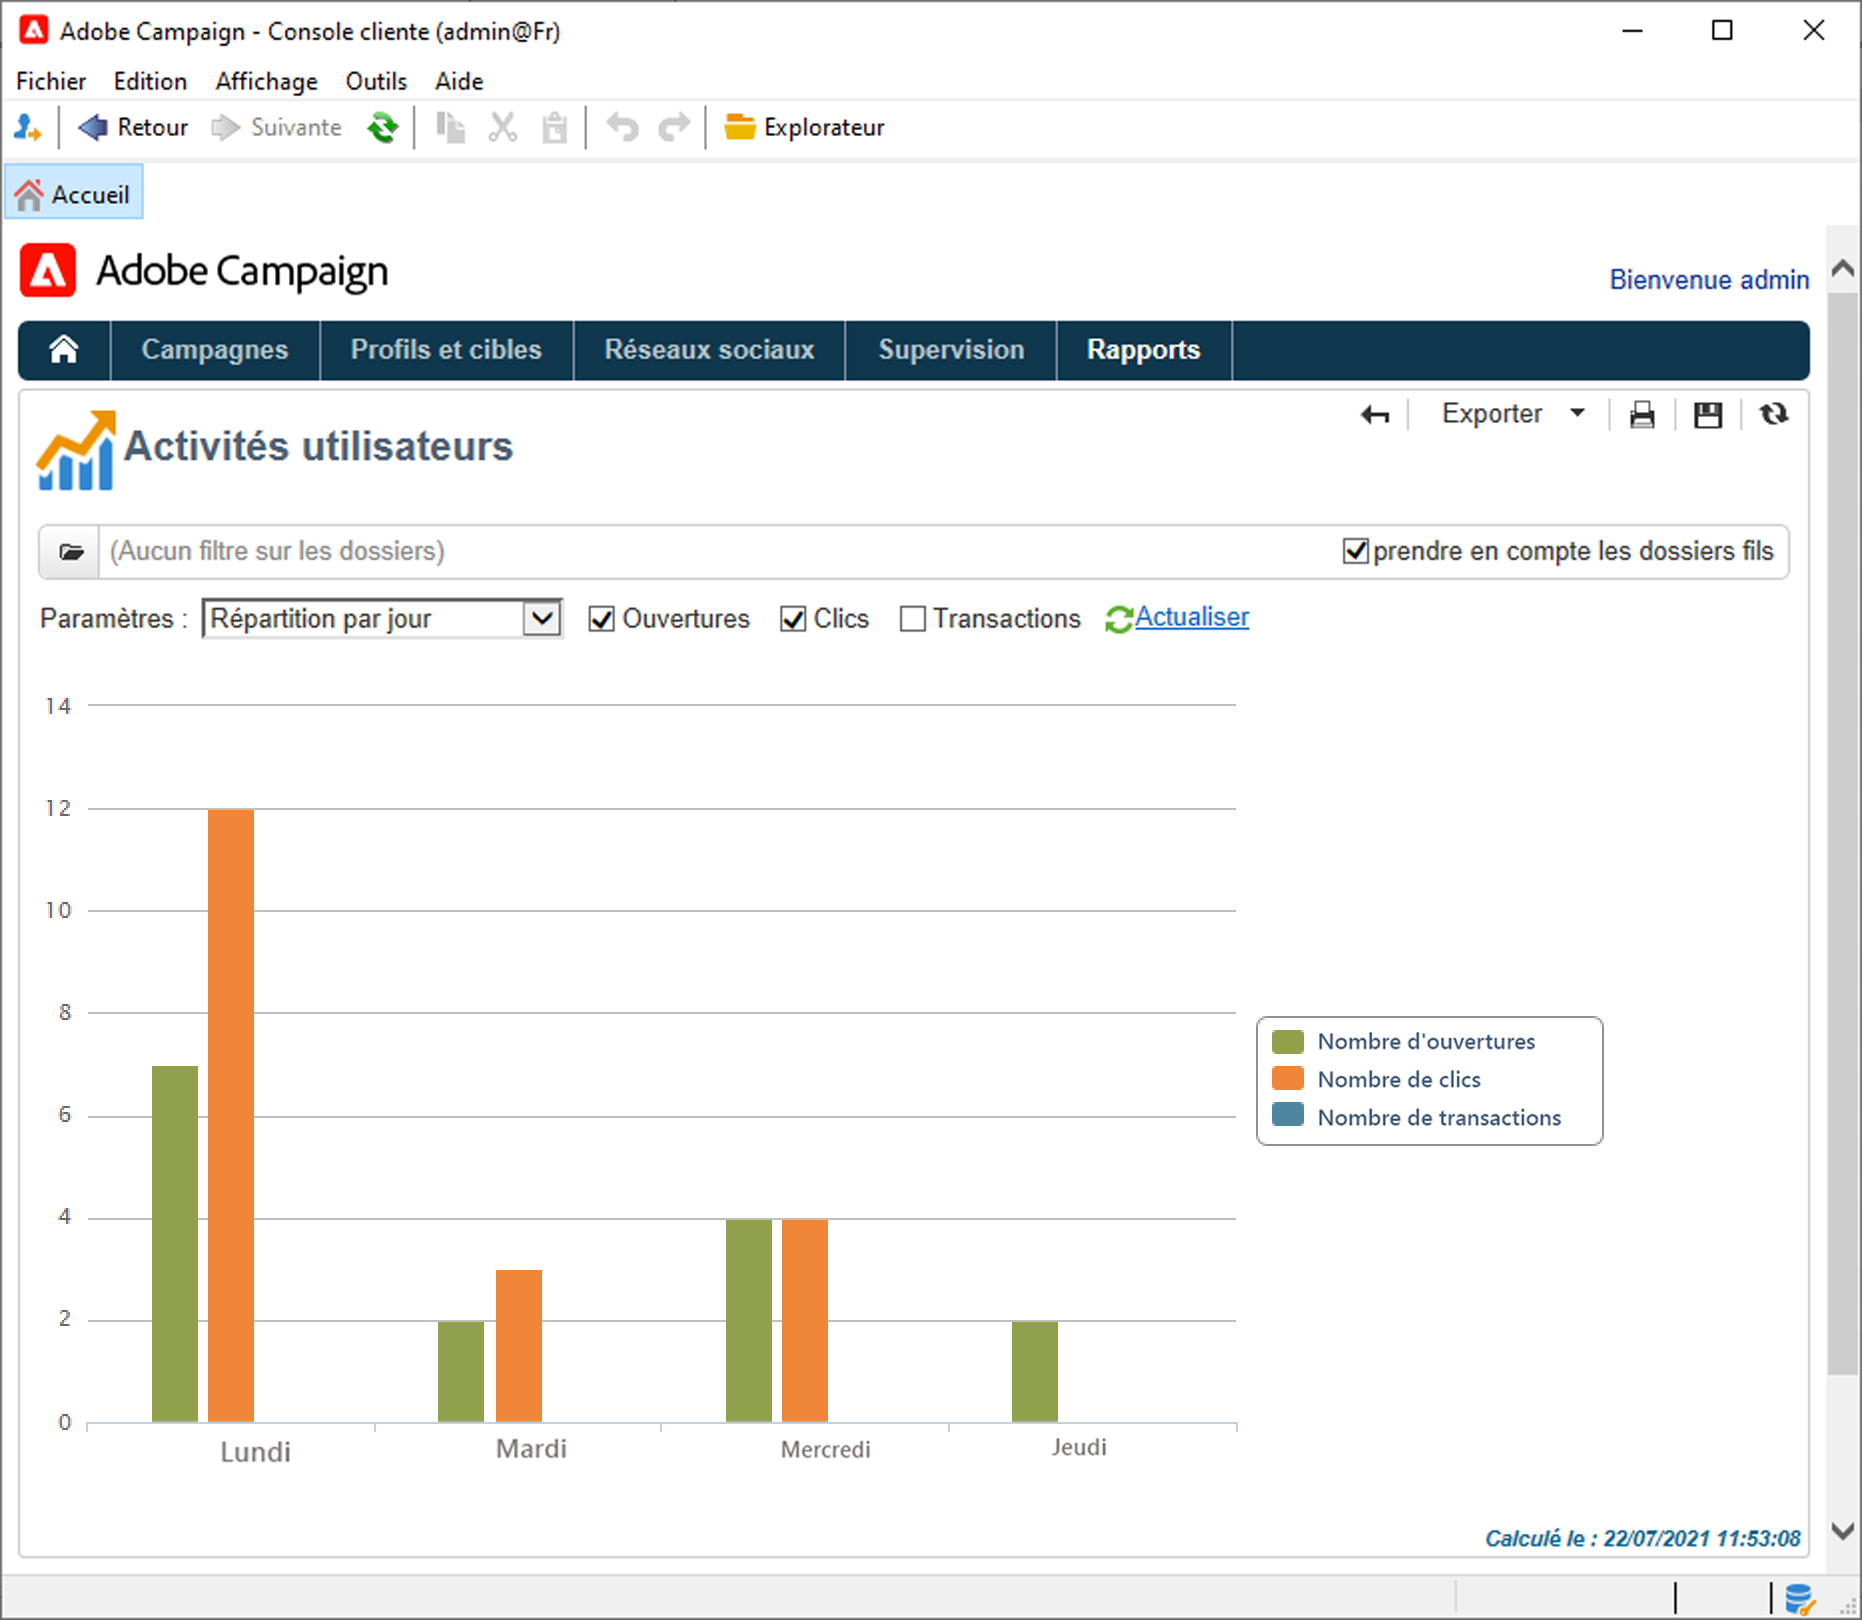 Adobe Campaign - Console cliente (admin@Fr)
Fichier Edition Affichage Outils Aide
Retour Suivante Explorateur
Accueil
Adobe Campaign
Bienvenue admin
Campagnes Profils et cibles Réseaux sociaux Supervision Rapports
Exporter
Activités utilisateurs
(Aucun filtre sur les dossiers) prendre en compte les dossiers fils
Paramètres : Répartition par jour Ouvertures Clics Transactions Actualiser
14
12
10
8
6
4
2
0
Lundi Mardi Mercredi Jeudi
Nombre d'ouvertures
Nombre de clics
Nombre de transactions
Calculé le : 22/07/2021 11:53:08